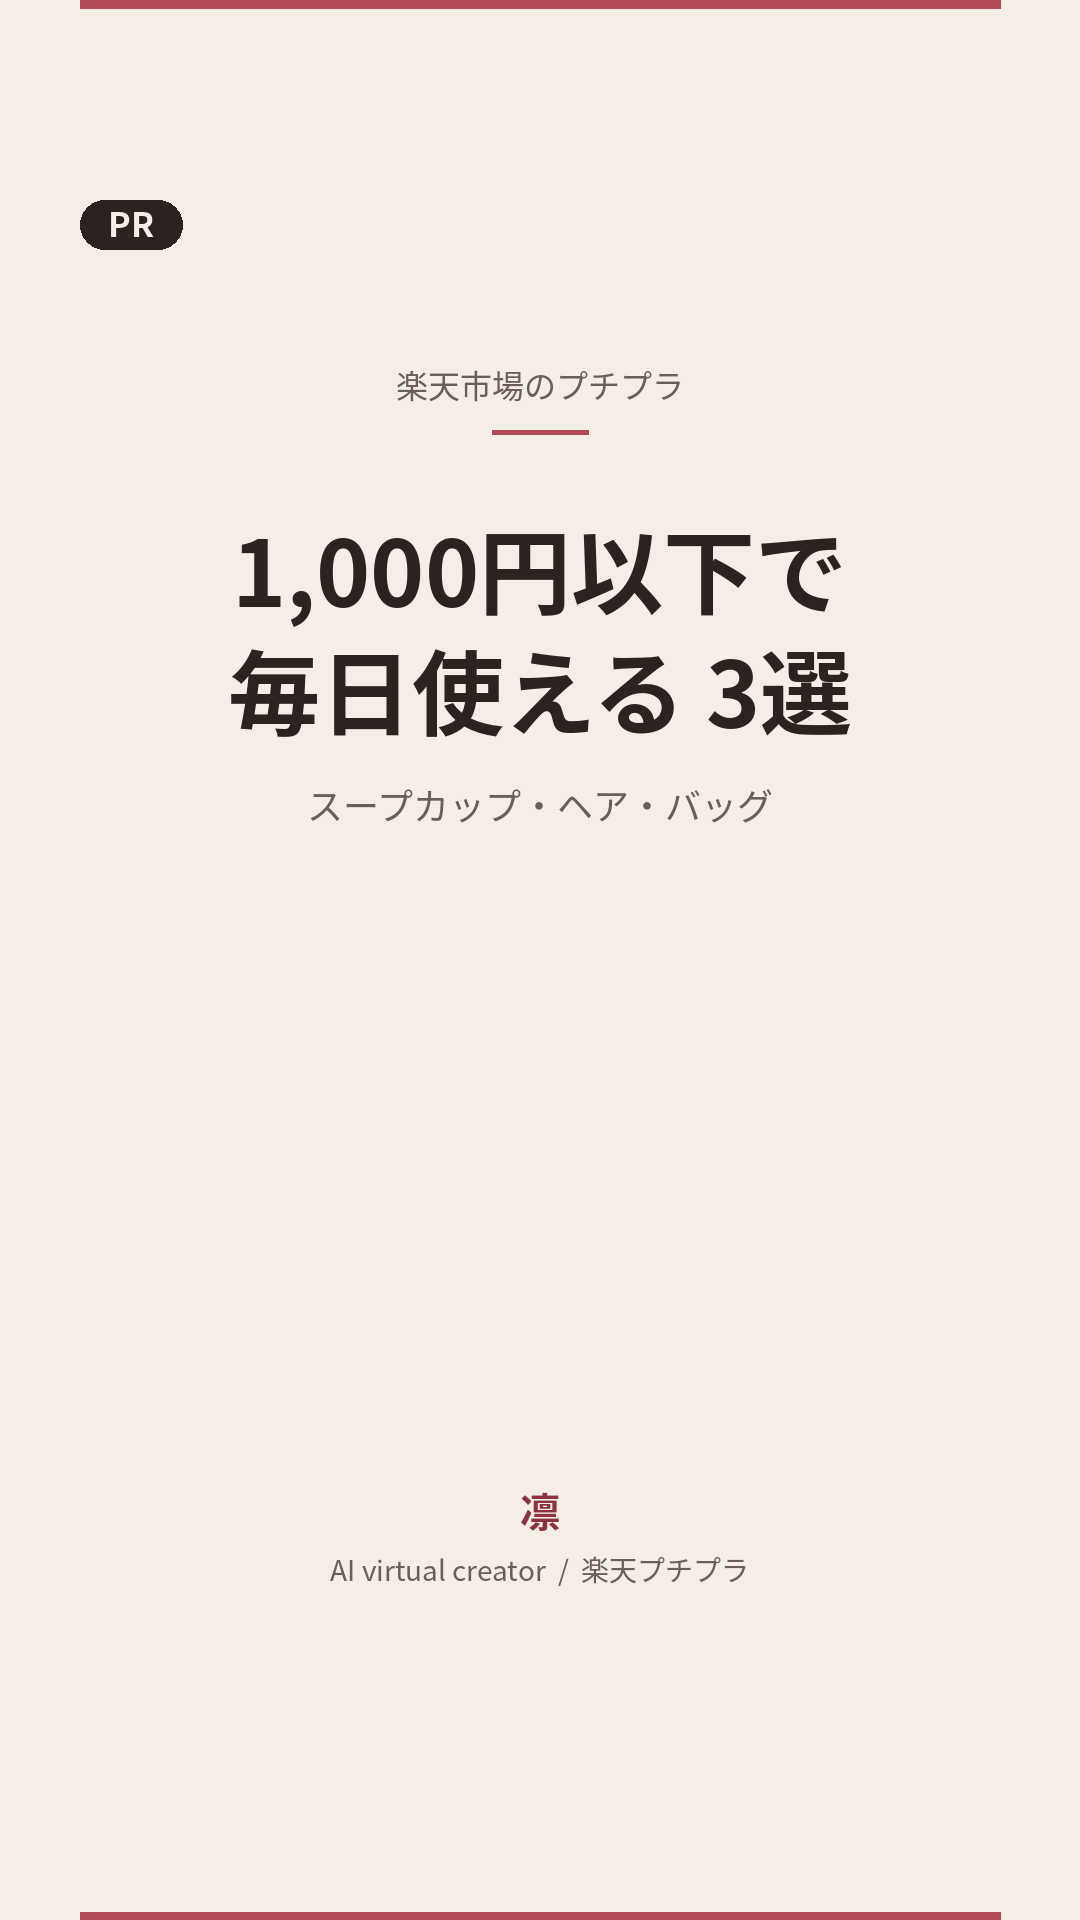 PR
楽天市場のプチプラ
1,000円以下で
毎日使える 3選
スープカップ・ヘア・バッグ
凛
AI virtual creator / 楽天プチプラ